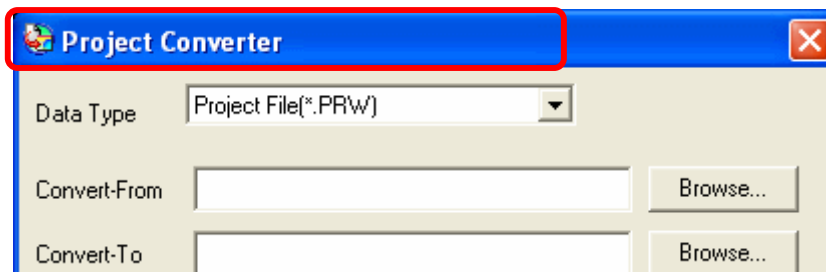 Project Converter
Data Type Project File(*.PRW)
Convert-From Browse...
Convert-To Browse...